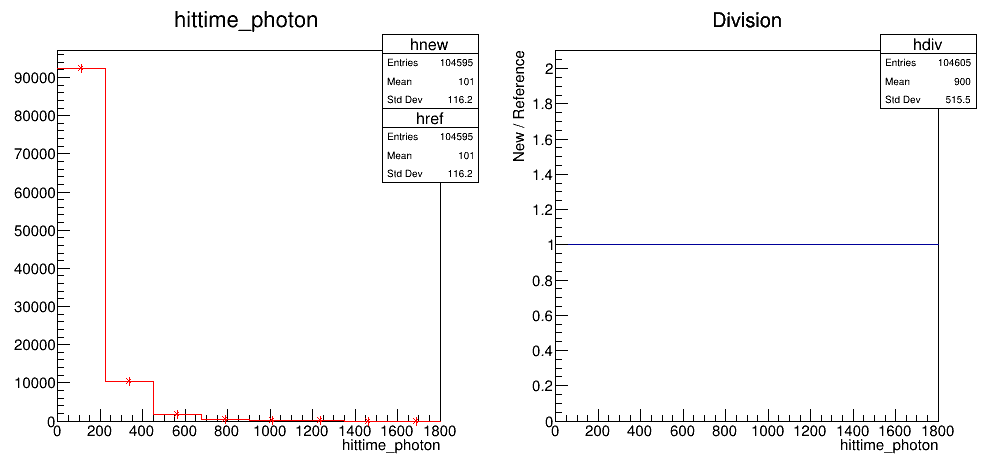 hittime_photon
hnew
Entries 104595
Mean 101
Std Dev 116.2
href
Entries 104595
Mean 101
Std Dev 116.2
90000
80000
70000
60000
50000
40000
30000
20000
10000
0
0 200 400 600 800 1000 1200 1400 1600 1800
hittime_photon
Division
hdiv
Entries 104605
Mean 900
Std Dev 515.5
New / Reference
2
1.8
1.6
1.4
1.2
1
0.8
0.6
0.4
0.2
0
0 200 400 600 800 1000 1200 1400 1600 1800
hittime_photon